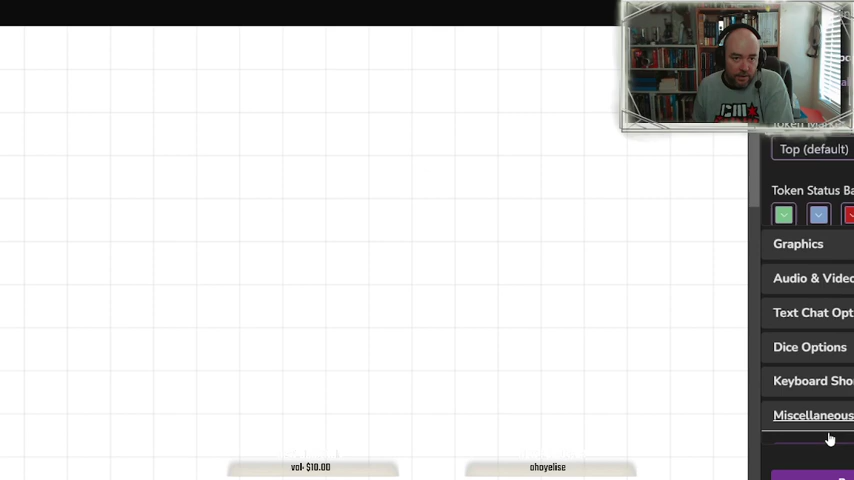 Top (default)
Token Status Ba
Graphics
Audio & Video
Text Chat Opt
Dice Options
Keyboard Sho
Miscellaneous
vol- $10.00
ohoyelise